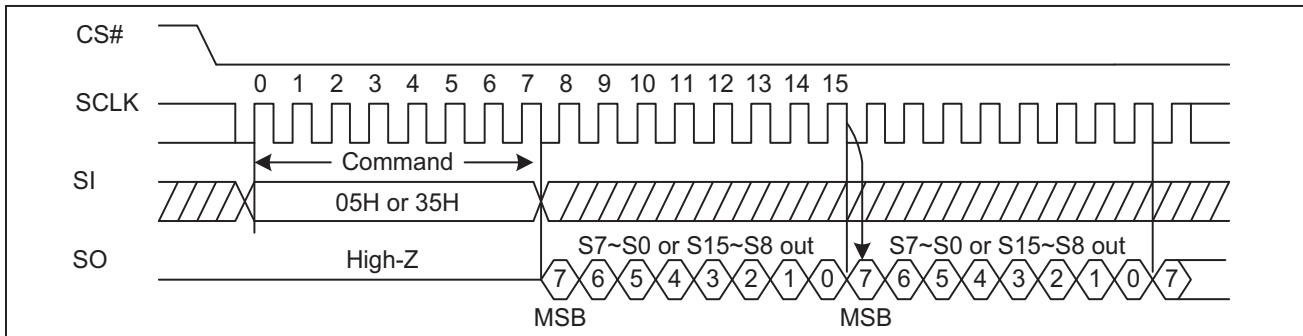 CS#
0 1 2 3 4 5 6 7 8 9 10 11 12 13 14 15
SCLK
Command
SI
05H or 35H
S7~S0 or S15~S8 out S7~S0 or S15~S8 out
SO High-Z
7 6 5 4 3 2 1 0 7 6 5 4 3 2 1 0 7
MSB MSB